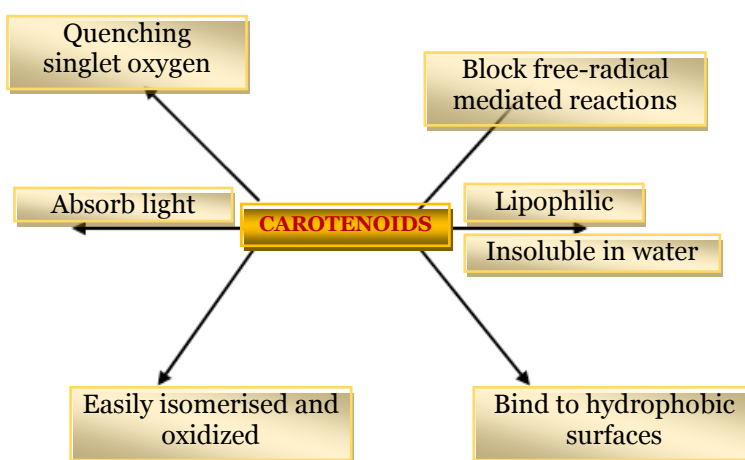 Quenching
singlet oxygen
Block free-radical
mediated reactions
Absorb light
CAROTENOIDS
Lipophilic
Insoluble in water
Easily isomerised and
oxidized
Bind to hydrophobic
surfaces